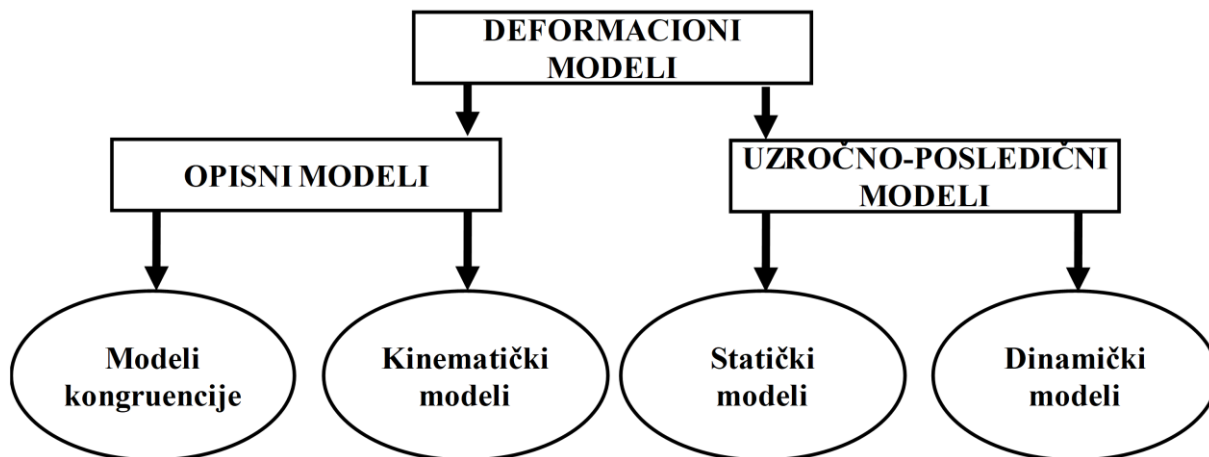 DEFORMACIONI
MODELI
OPISNI MODELI
UZROČNO-POSLEDIČNI
MODELI
Modeli
kongruencije
Kinematički
modeli
Statički
modeli
Dinamički
modeli